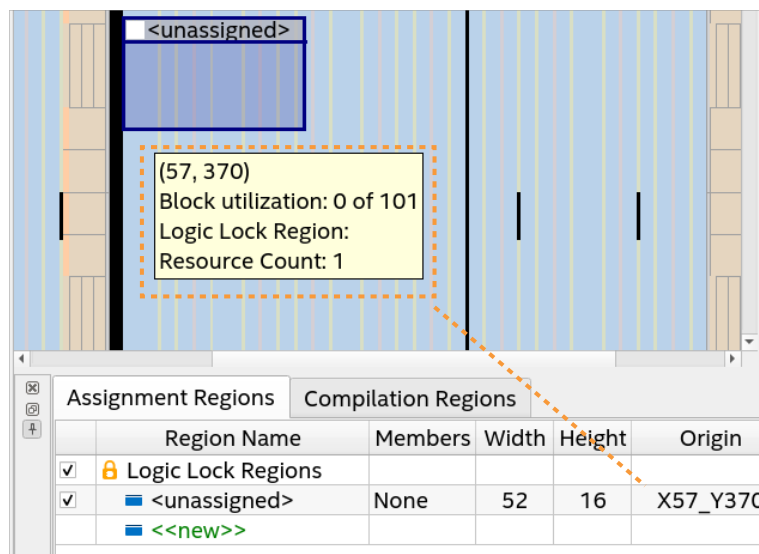 <unassigned>
(57, 370)
Block utilization: 0 of 101
Logic Lock Region:
Resource Count: 1
Assignment Regions
Compilation Regions
Region Name Members Width Height Origin
Logic Lock Regions
<unassigned> None 52 16 X57_Y370
<<new>>